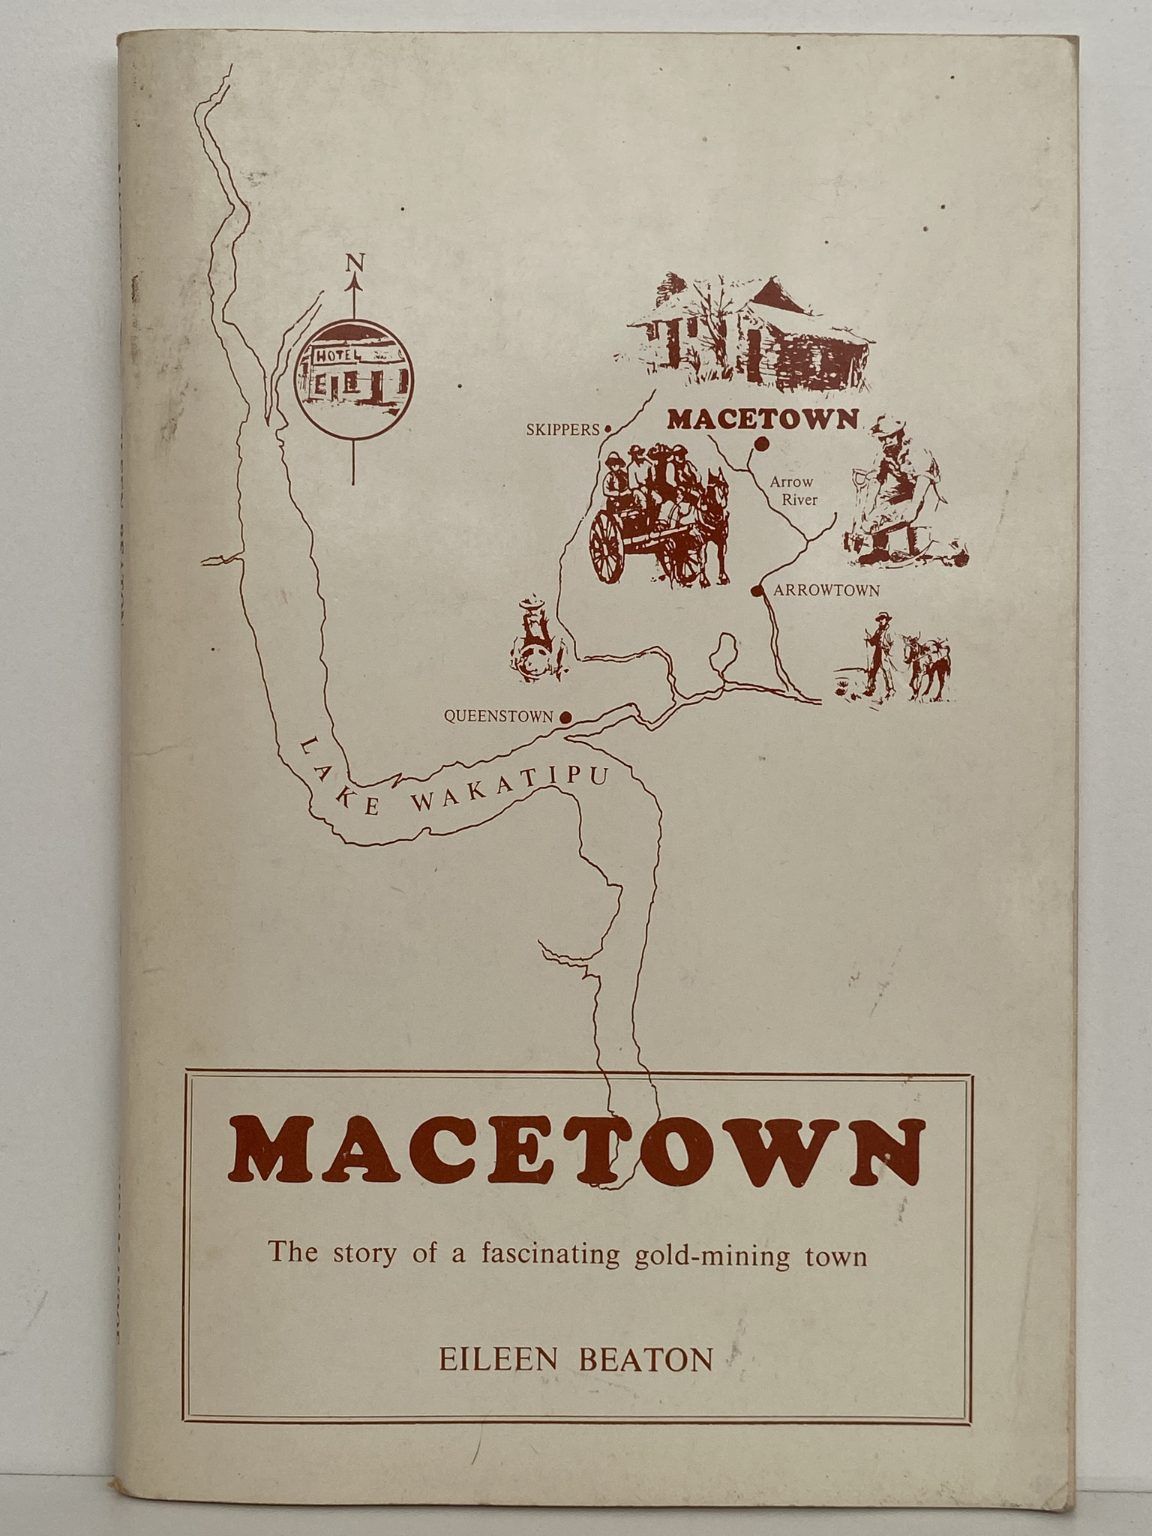 N
HOTEL
SKIPPERS
MACETOWN
Arrow
River
ARROWTOWN
QUEENSTOWN
LAKE WAKATIPU
MACETOWN
The story of a fascinating gold-mining town
EILEEN BEATON